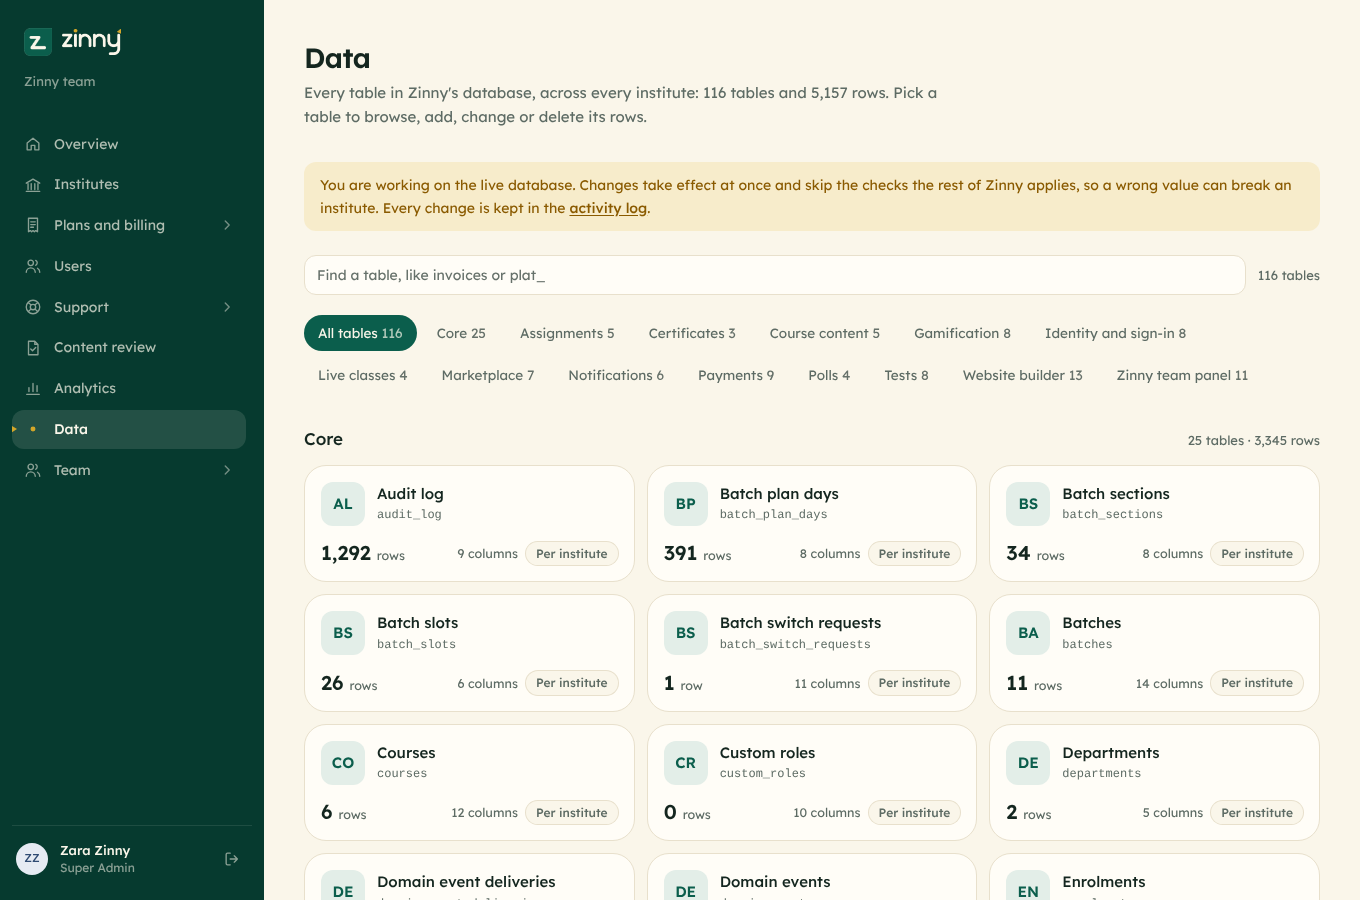 zinny
Zinny team
Overview
Institutes
Plans and billing
Users
Support
Content review
Analytics
Data
Team
ZZ
Zara Zinny
Super Admin
Data
Every table in Zinny's database, across every institute: 116 tables and 5,157 rows. Pick a
table to browse, add, change or delete its rows.
You are working on the live database. Changes take effect at once and skip the checks the rest of Zinny applies, so a wrong value can break an
institute. Every change is kept in the activity log.
Find a table, like invoices or plat_
116 tables
All tables 116 Core 25 Assignments 5 Certificates 3 Course content 5 Gamification 8 Identity and sign-in 8
Live classes 4 Marketplace 7 Notifications 6 Payments 9 Polls 4 Tests 8 Website builder 13 Zinny team panel 11
Core
25 tables · 3,345 rows
AL
Audit log
audit_log
1,292 rows
9 columns
Per institute
BP
Batch plan days
batch_plan_days
391 rows
8 columns
Per institute
BS
Batch sections
batch_sections
34 rows
8 columns
Per institute
BS
Batch slots
batch_slots
26 rows
6 columns
Per institute
BS
Batch switch requests
batch_switch_requests
1 row
11 columns
Per institute
BA
Batches
batches
11 rows
14 columns
Per institute
CO
Courses
courses
6 rows
12 columns
Per institute
CR
Custom roles
custom_roles
0 rows
10 columns
Per institute
DE
Departments
departments
2 rows
5 columns
Per institute
DE
Domain event deliveries
DE
Domain events
EN
Enrolments